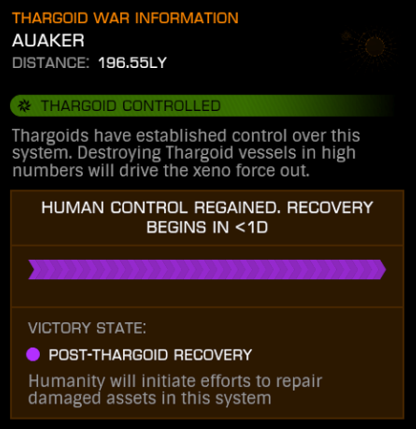 THARGOID WAR INFORMATION
AUAKER
DISTANCE: 196.55LY
THARGOID CONTROLLED
Thargoids have established control over this
system. Destroying Thargoid vessels in high
numbers will drive the xeno force out.
HUMAN CONTROL REGAINED. RECOVERY
BEGINS IN <1D
VICTORY STATE:
POST-THARGOID RECOVERY
Humanity will initiate efforts to repair
damaged assets in this system